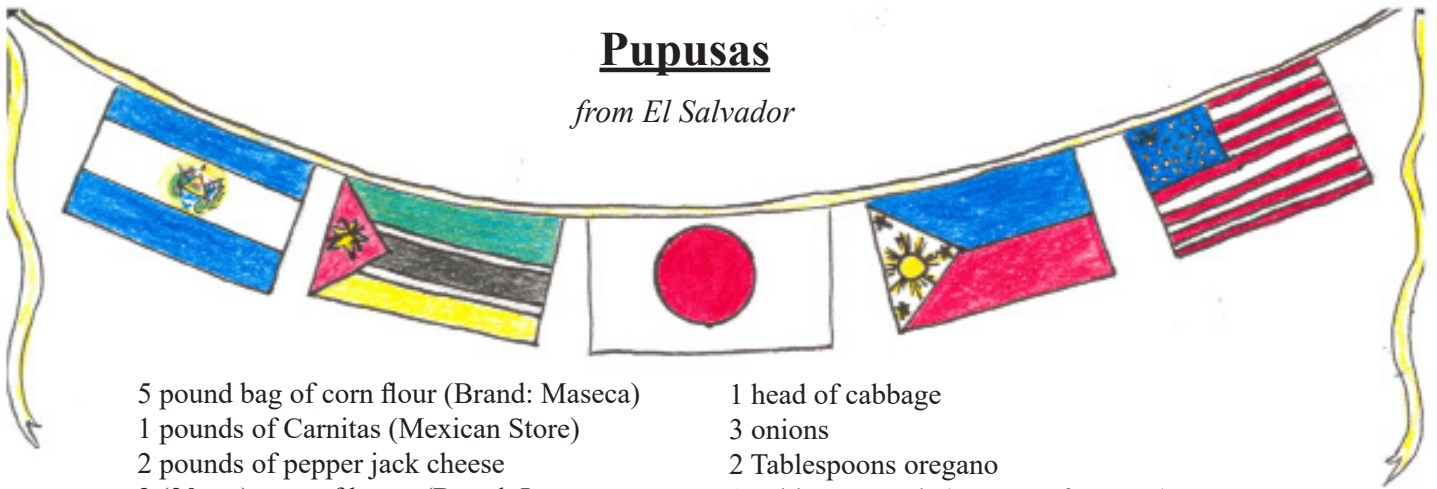 Pupusas
from El Salvador
5 pound bag of corn flour (Brand: Maseca)
1 pounds of Carnitas (Mexican Store)
2 pounds of pepper jack cheese
1 head of cabbage
3 onions
2 Tablespoons oregano